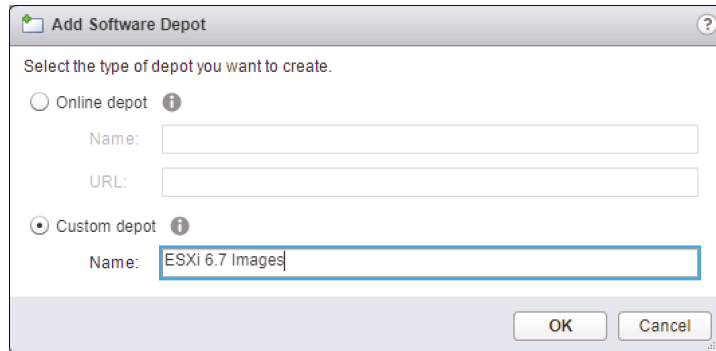 Add Software Depot
?
Select the type of depot you want to create.
Online depot i
Name:
URL:
Custom depot i
Name: ESXi 6.7 Images
OK Cancel